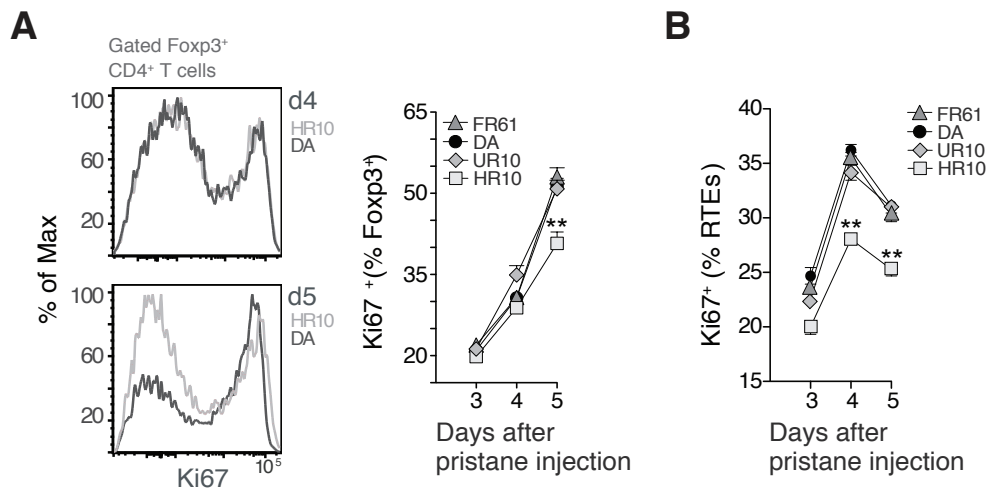 A
Gated Foxp3⁺
CD4⁺ T cells
% of Max
100
60
20
d4
HR10
DA
100
60
20
d5
HR10
DA
10⁵
Ki67
Ki67 ⁺(% Foxp3⁺)
65
50
35
20
FR61
DA
UR10
HR10
**
3 4 5
Days after
pristane injection
B
Ki67⁺ (% RTEs)
40
35
30
25
20
15
FR61
DA
UR10
HR10
**
**
3 4 5
Days after
pristane injection